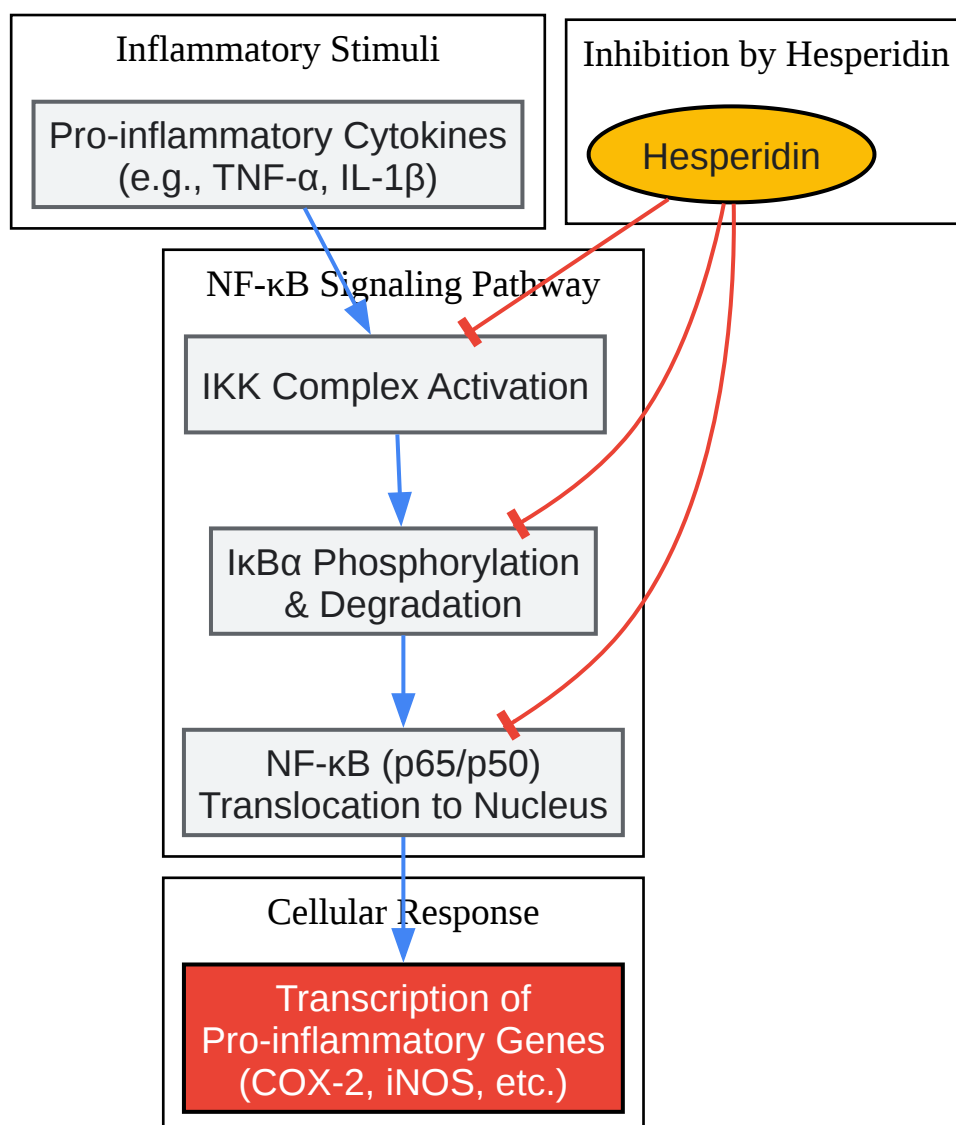 Inflammatory Stimuli
Pro-inflammatory Cytokines
(e.g., TNF-α, IL-1β)
Inhibition by Hesperidin
Hesperidin
NF-κB Signaling Pathway
IKK Complex Activation
IκBα Phosphorylation
& Degradation
NF-κB (p65/p50)
Translocation to Nucleus
Cellular Response
Transcription of
Pro-inflammatory Genes
(COX-2, iNOS, etc.)